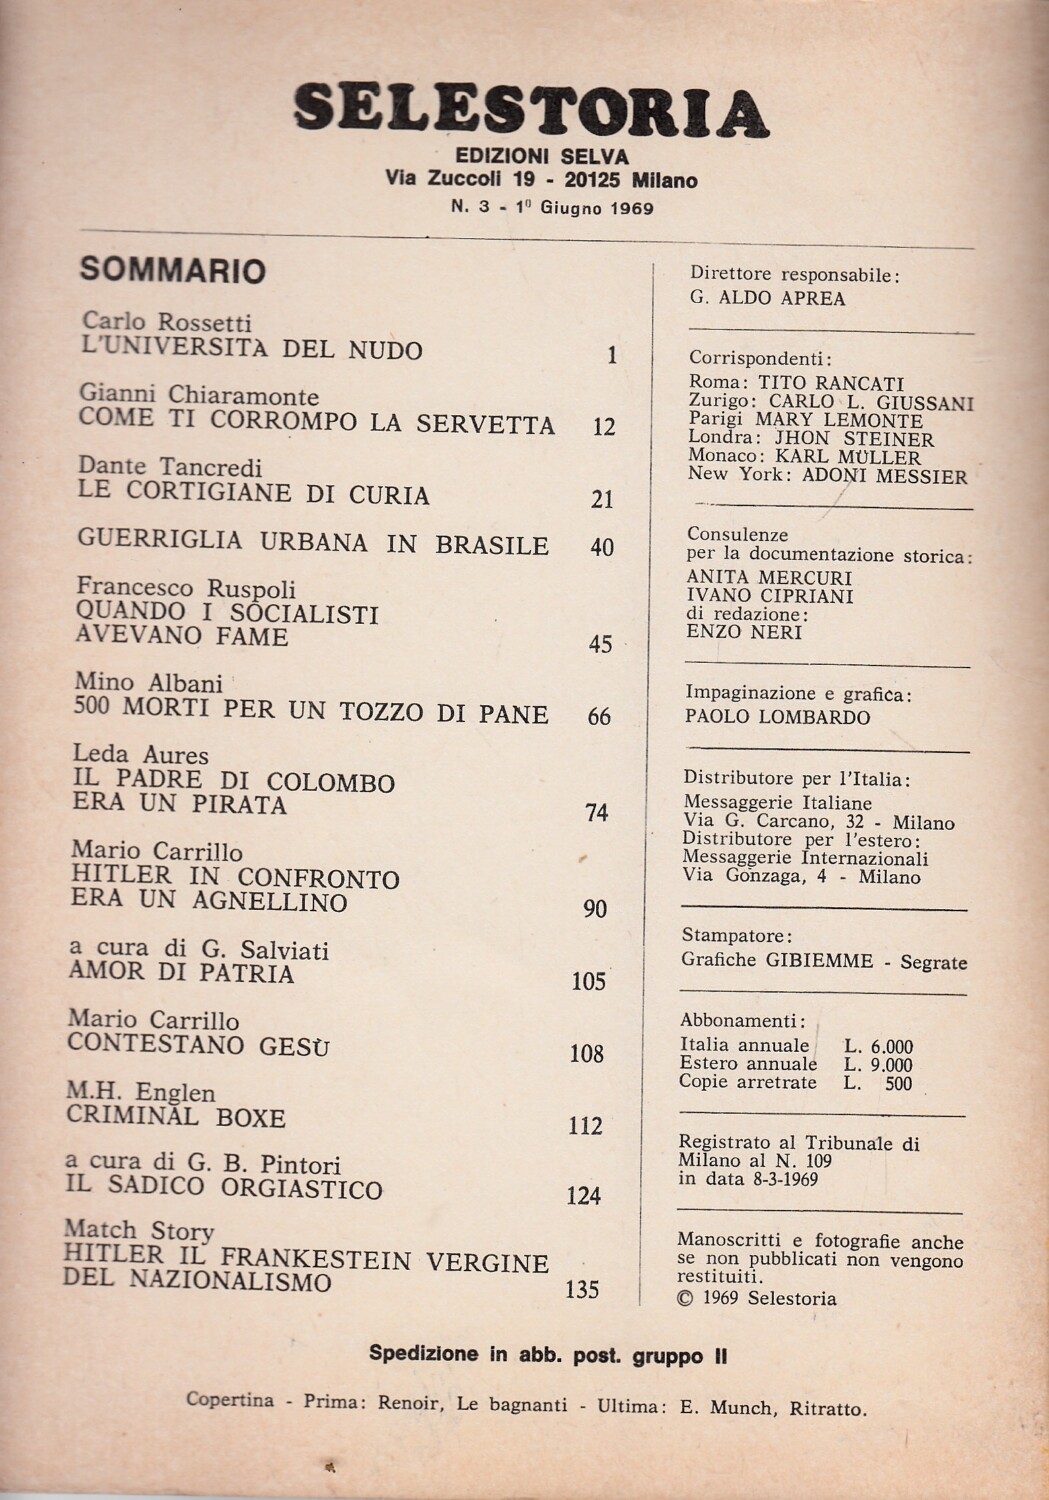 SELESTORIA
EDIZIONI SELVA
Via Zuccoli 19 - 20125 Milano
N. 3 - 1º Giugno 1969
SOMMARIO
Carlo Rossetti
L'UNIVERSITÀ DEL NUDO 1
Gianni Chiaramonte
COME TI CORROMPO LA SERVETTA 12
Dante Tancredi
LE CORTIGIANE DI CURIA 21
GUERRIGLIA URBANA IN BRASILE 40
Francesco Ruspoli
QUANDO I SOCIALISTI
AVEVANO FAME 45
Mino Albani
500 MORTI PER UN TOZZO DI PANE 66
Leda Aures
IL PADRE DI COLOMBO
ERA UN PIRATA 74
Mario Carrillo
HITLER IN CONFRONTO
ERA UN AGNELLINO 90
a cura di G. Salviati
AMOR DI PATRIA 105
Mario Carrillo
CONTESTANO GESÙ 108
M.H. Englen
CRIMINAL BOXE 112
a cura di G. B. Pintori
IL SADICO ORGIASTICO 124
Match Story
HITLER IL FRANKESTEIN VERGINE
DEL NAZIONALISMO 135
Direttore responsabile:
G. ALDO APREA
Corrispondenti:
Roma: TITO RANCATI
Zurigo: CARLO L. GIUSSANI
Parigi MARY LEMONTE
Londra: JHON STEINER
Monaco: KARL MÜLLER
New York: ADONI MESSIER
Consulenze
per la documentazione storica:
ANITA MERCURI
IVANO CIPRIANI
di redazione:
ENZO NERI
Impaginazione e grafica:
PAOLO LOMBARDO
Distributore per l'Italia:
Messaggerie Italiane
Via G. Carcano, 32 - Milano
Distributore per l'estero:
Messaggerie Internazionali
Via Gonzaga, 4 - Milano
Stampatore:
Grafiche GIBIEMME - Segrate
Abbonamenti:
Italia annuale L. 6.000
Estero annuale L. 9.000
Copie arretrate L. 500
Registrato al Tribunale di
Milano al N. 109
in data 8-3-1969
Manoscritti e fotografie anche
se non pubblicati non vengono
restituiti.
© 1969 Selestoria
Spedizione in abb. post. gruppo II
Copertina - Prima: Renoir, Le bagnanti - Ultima: E. Munch, Ritratto.